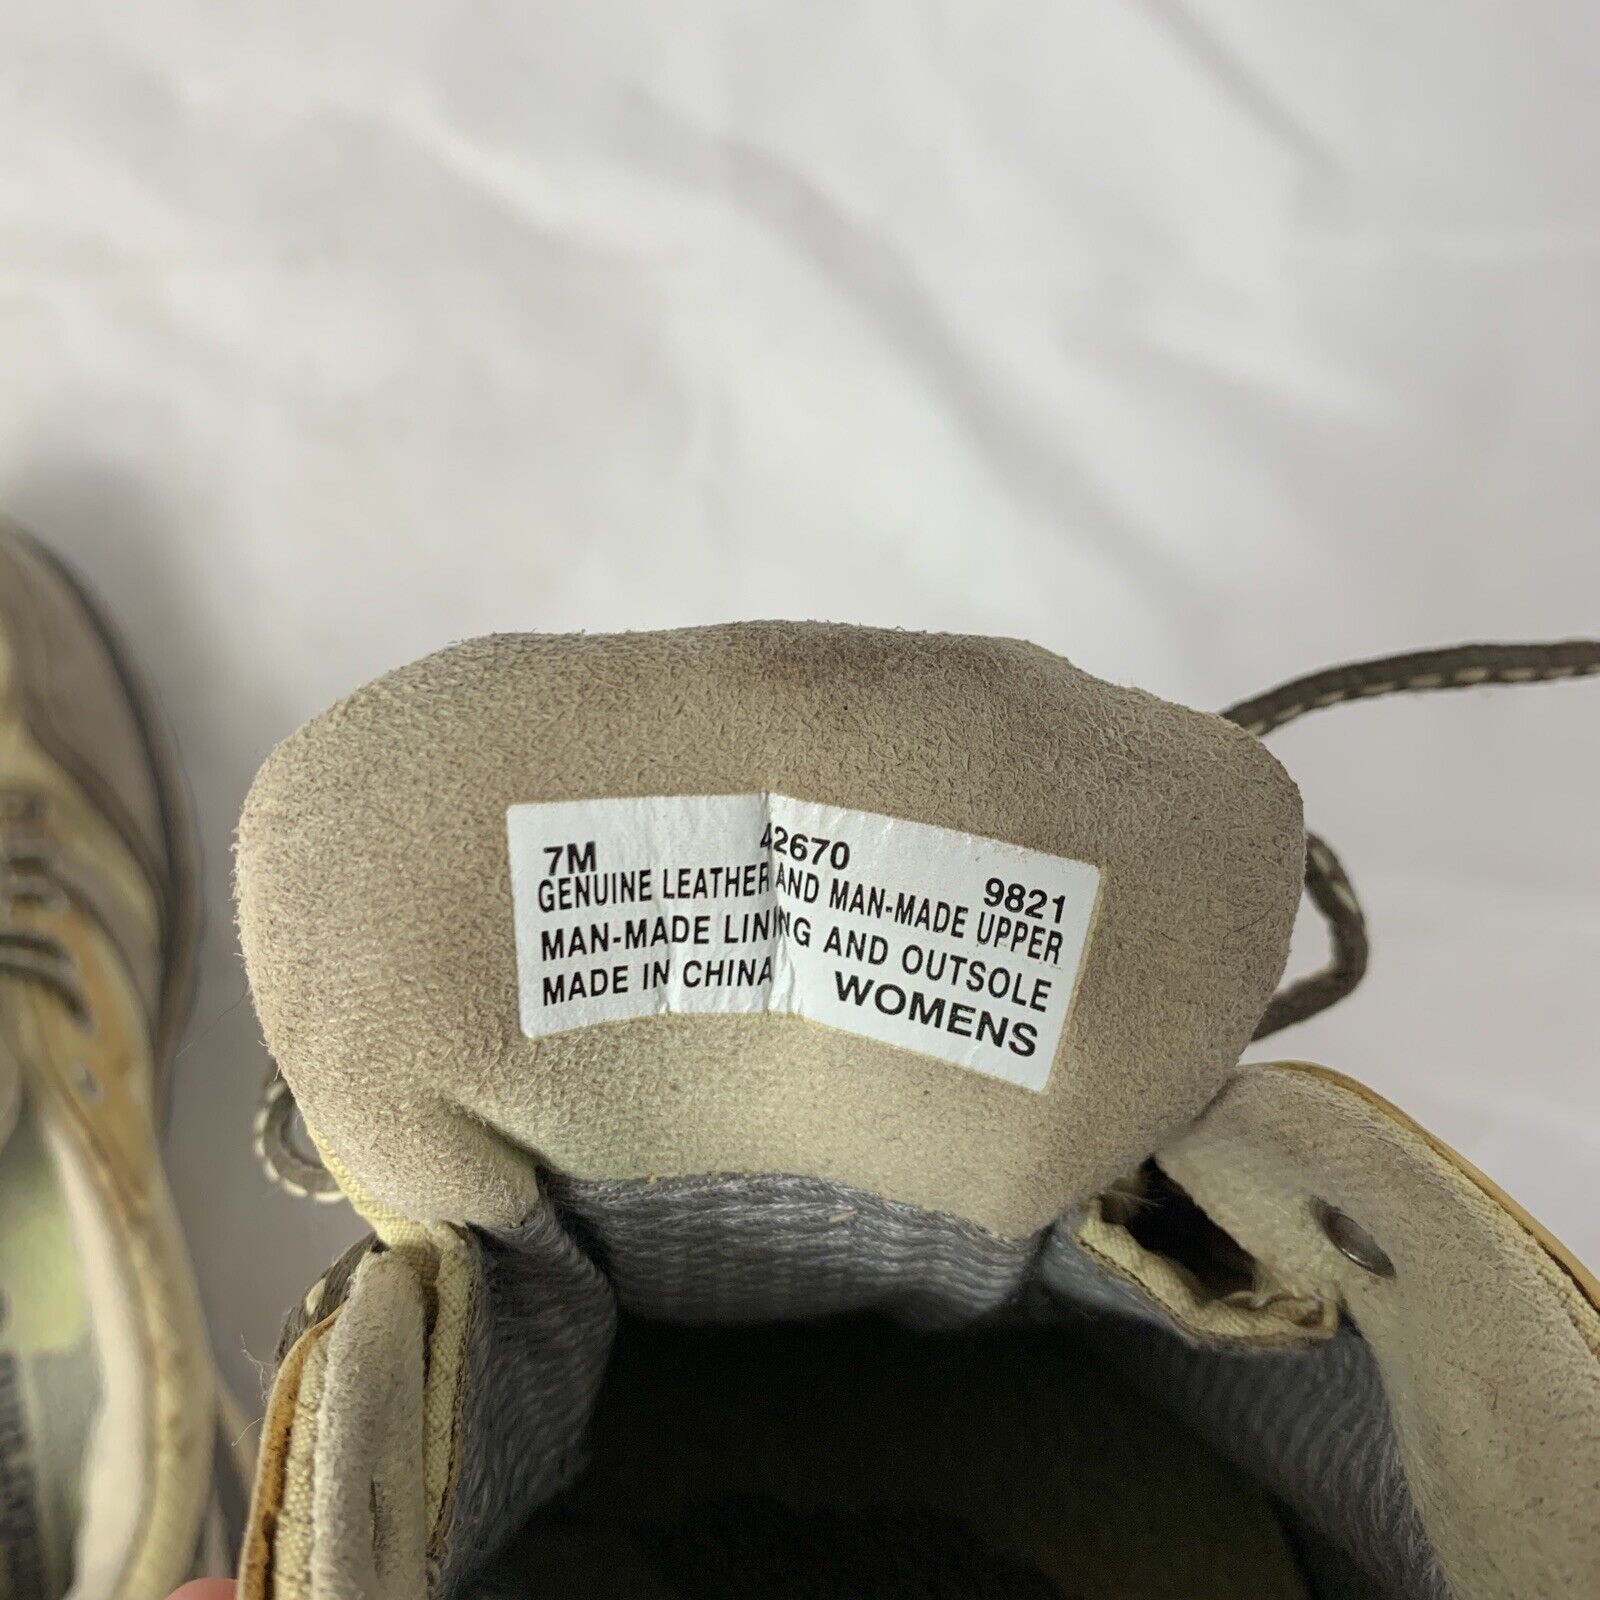 7M 42670 9821
GENUINE LEATHER AND MAN-MADE UPPER
MAN-MADE LINING AND OUTSOLE
MADE IN CHINA WOMENS